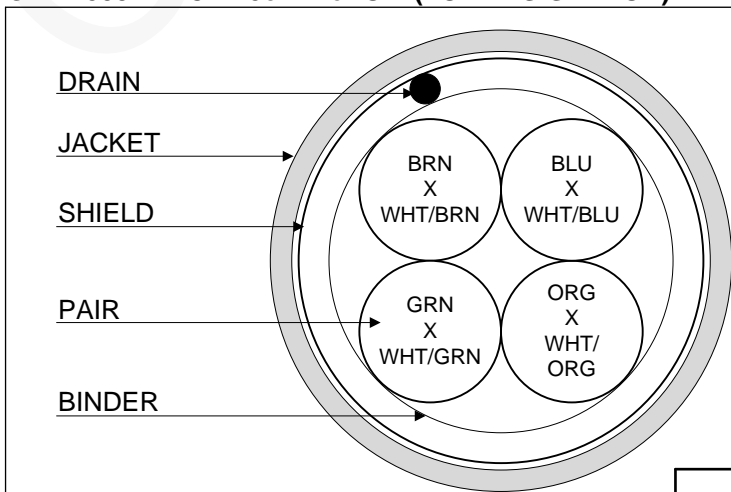 DRAIN
JACKET
SHIELD
PAIR
BINDER
BRN
X
WHT/BRN
BLU
X
WHT/BLU
GRN
X
WHT/GRN
ORG
X
WHT/
ORG